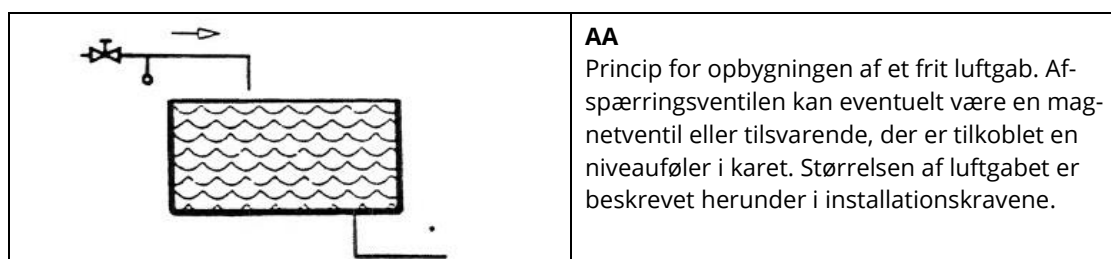 AA
Princip for opbygningen af et frit luftgab. Af-
spærringsventilen kan eventuelt være en mag-
netventil eller tilsvarende, der er tilkoblet en
niveauføler i karet. Størrelsen af luftgabet er
beskrevet herunder i installationskravene.